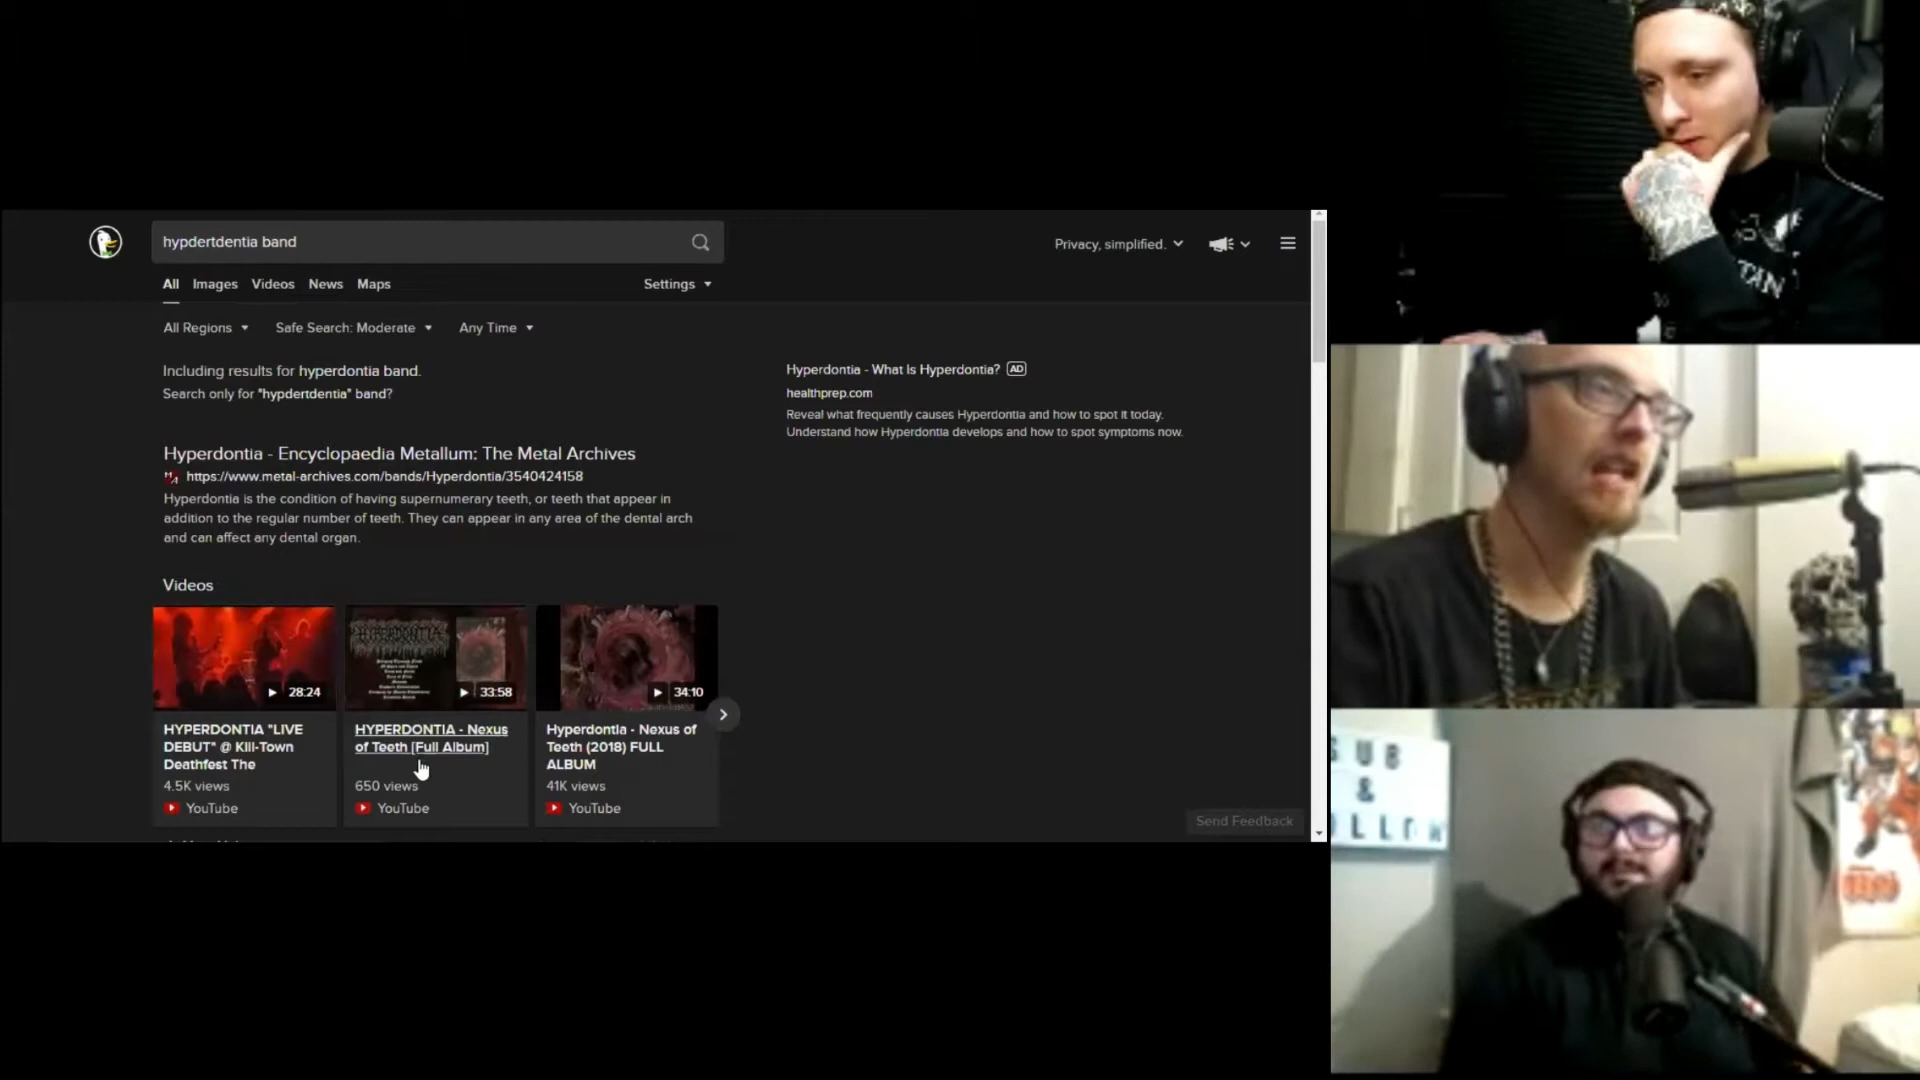 hypdertdentia band
Privacy, simplified.
All Images Videos News Maps
Settings
All Regions
Safe Search: Moderate
Any Time
Including results for hyperdontia band.
Search only for "hypdertdentia" band?
Hyperdontia - Encyclopaedia Metallum: The Metal Archives
https://www.metal-archives.com/bands/Hyperdontia/3540424158
Hyperdontia is the condition of having supernumerary teeth, or teeth that appear in
addition to the regular number of teeth. They can appear in any area of the dental arch
and can affect any dental organ.
Hyperdontia - What Is Hyperdontia? AD
healthprep.com
Reveal what frequently causes Hyperdontia and how to spot it today.
Understand how Hyperdontia develops and how to spot symptoms now.
Videos
28:24
HYPERDONTIA "LIVE
DEBUT" @ Kill-Town
Deathfest The
4.5K views
YouTube
33:58
HYPERDONTIA - Nexus
of Teeth [Full Album]
650 views
YouTube
34:10
Hyperdontia - Nexus of
Teeth (2018) FULL
ALBUM
41K views
YouTube
Send Feedback
SUB
&